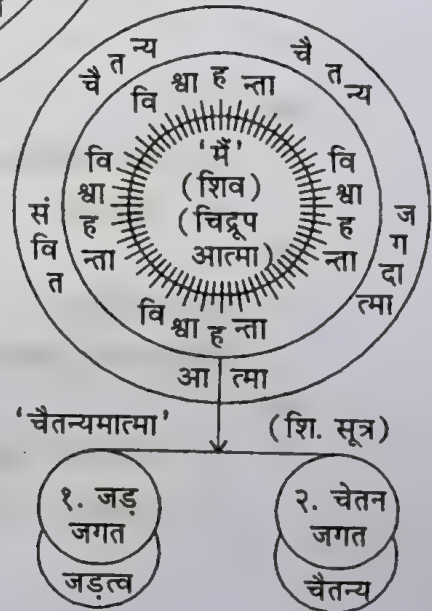 चैतन्य
चैतन्य
विश्वाहन्ता
विश्वाहन्ता
विश्वाहन्ता
'मैं'
(शिव)
(चिद्रूप
आत्मा)
संवित
जगदात्मा
विश्वाहन्ता
आत्मा
'चैतन्यमात्मा'
(शि. सूत्र)
१. जड़
जगत
जड़त्व
२. चेतन
जगत
चैतन्य